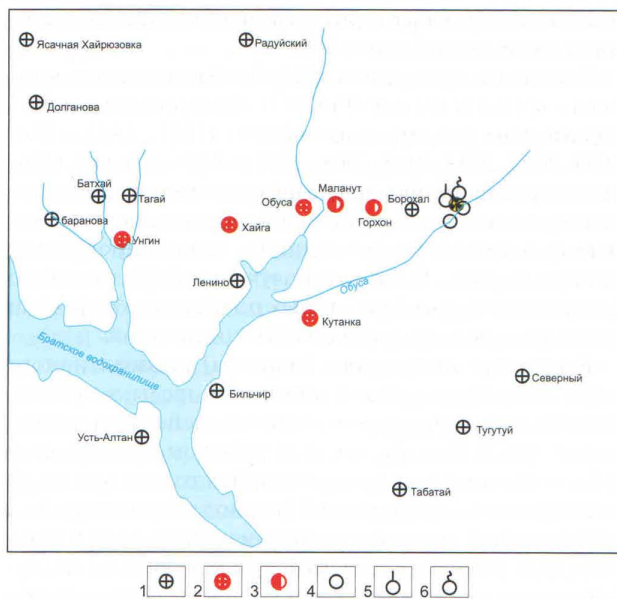 Ясачная Хайрюзовка
Радуйский
Долганова
Батхай
Тагай
баранова
Унгин
Обуса
Маланут
Хайга
Горхон
Борохал
Ленино
Обуса
Кутанка
Братское водохранилище
Бильчир
Северный
Усть-Алтан
Тугутуй
Табатай
1 2 3 4 5 6